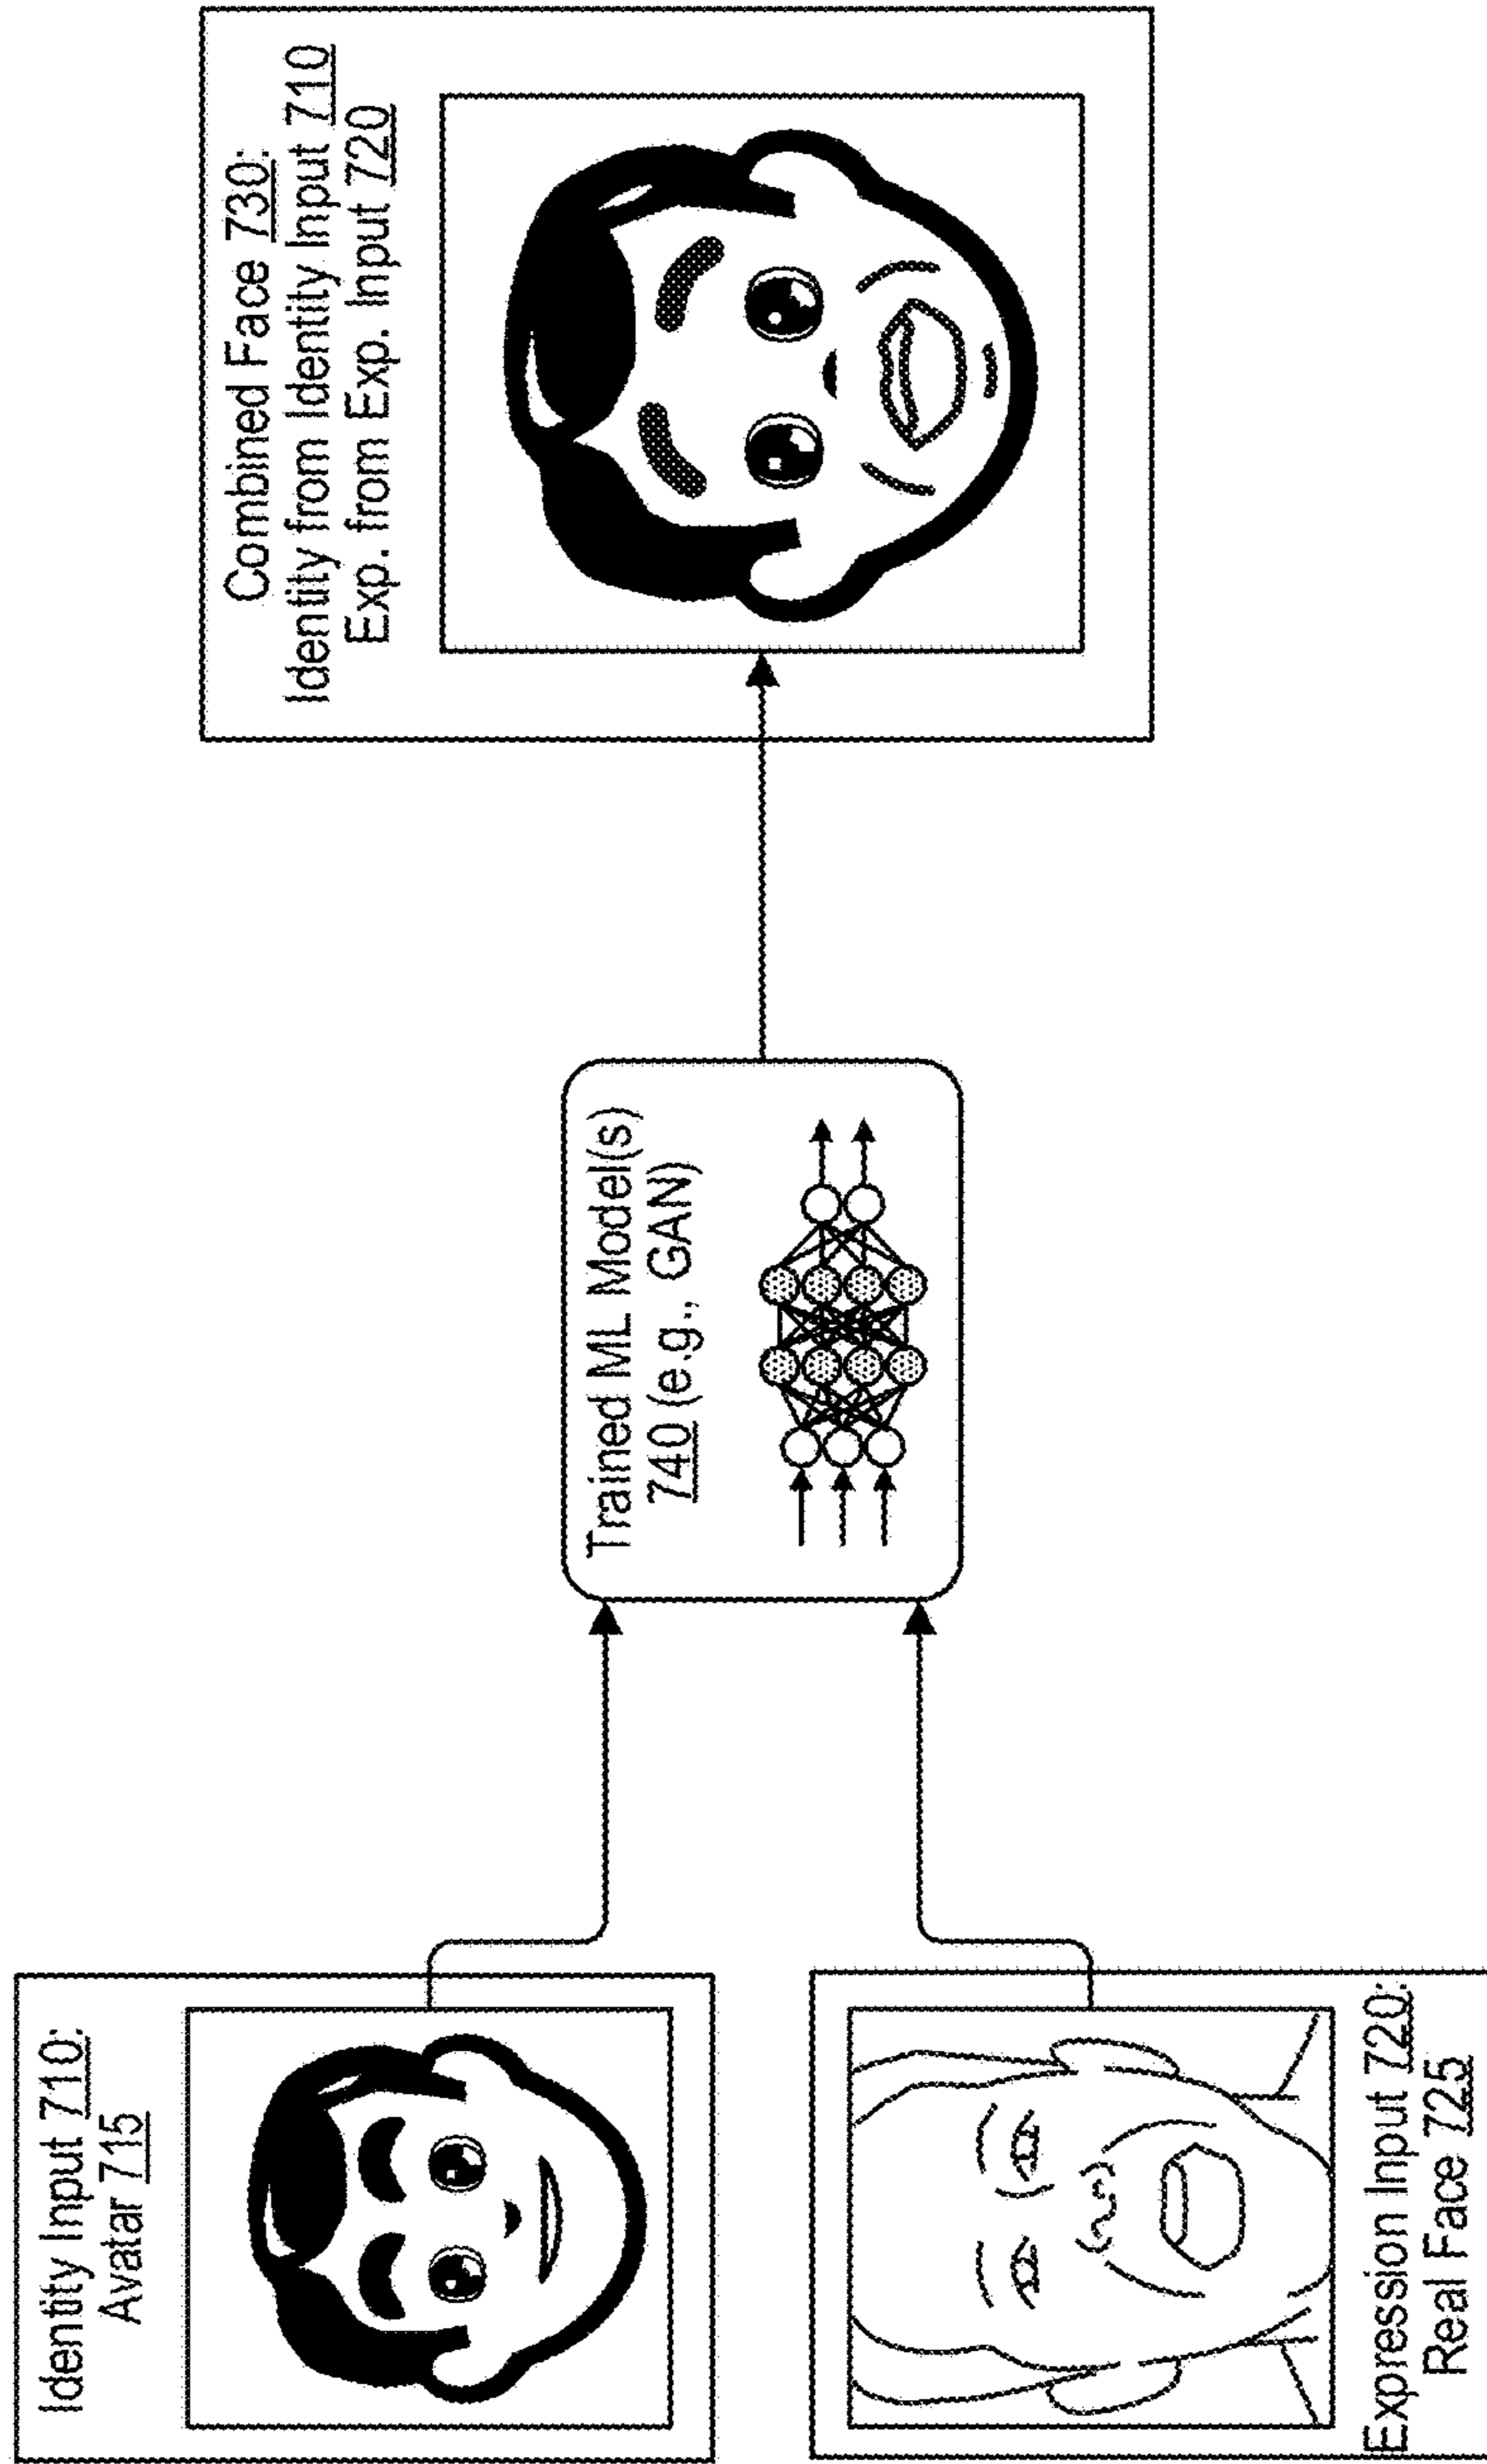 Identity Input 710:
Avatar 715
Expression Input 720:
Real Face 725
Trained ML Model(s)
740 (e.g., GAN)
Combined Face 730:
Identity from Identity Input 710
Exp. from Exp. Input 720